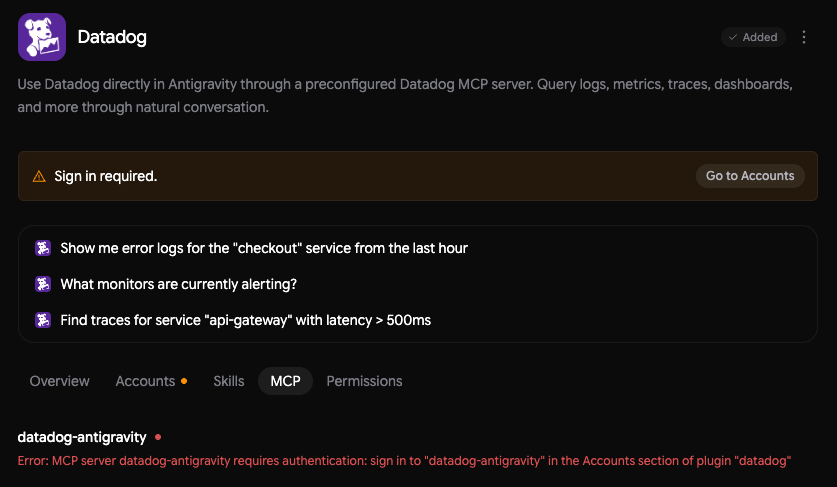 Datadog
Added
Use Datadog directly in Antigravity through a preconfigured Datadog MCP server. Query logs, metrics, traces, dashboards,
and more through natural conversation.
Sign in required.
Go to Accounts
Show me error logs for the "checkout" service from the last hour
What monitors are currently alerting?
Find traces for service "api-gateway" with latency > 500ms
Overview Accounts Skills MCP Permissions
datadog-antigravity
Error: MCP server datadog-antigravity requires authentication: sign in to "datadog-antigravity" in the Accounts section of plugin "datadog"